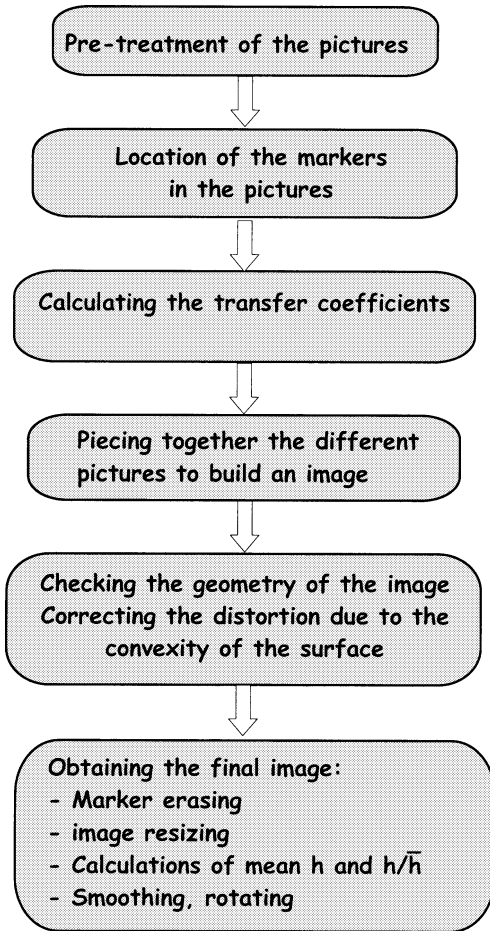 Pre-treatment of the pictures
Location of the markers
in the pictures
Calculating the transfer coefficients
Piecing together the different
pictures to build an image
Checking the geometry of the image
Correcting the distortion due to the
convexity of the surface
Obtaining the final image:
- Marker erasing
- image resizing
- Calculations of mean h and h/h̅
- Smoothing, rotating